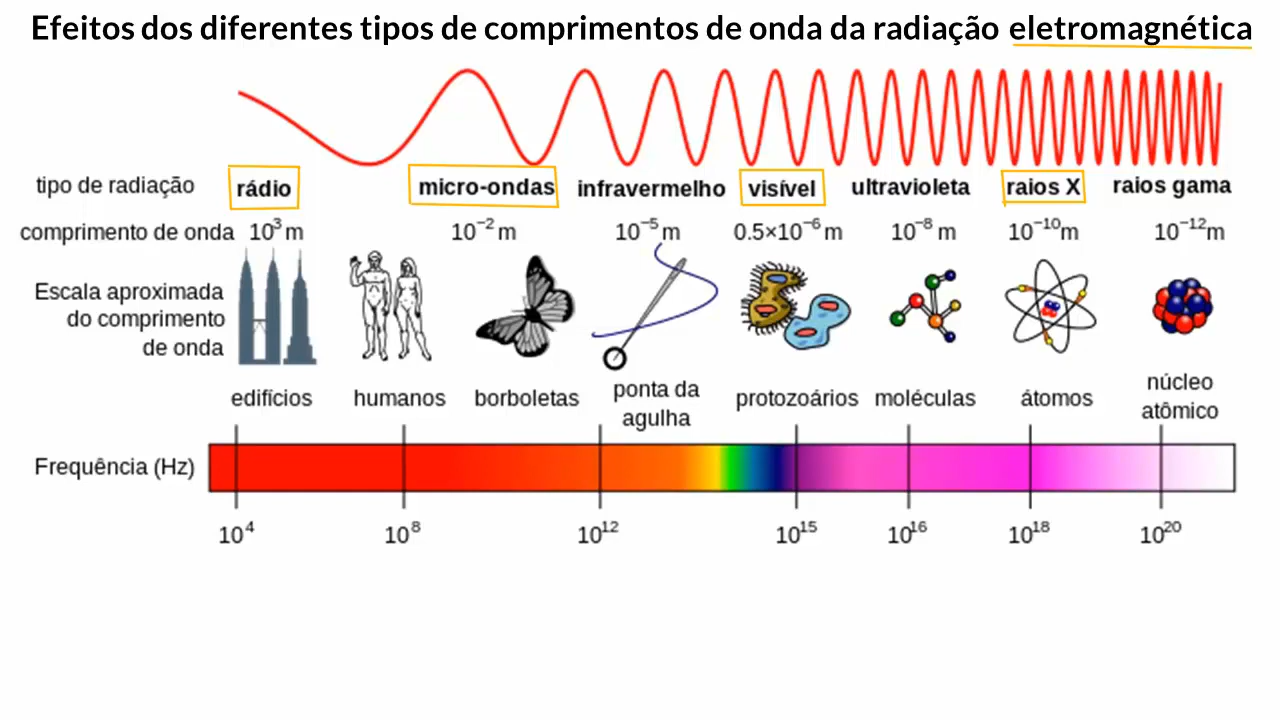 Efeitos dos diferentes tipos de comprimentos de onda da radiação eletromagnética
tipo de radiação rádio micro-ondas infravermelho visível ultravioleta raios X raios gama
comprimento de onda 10³ m 10⁻² m 10⁻⁵ m 0.5×10⁻⁶ m 10⁻⁸ m 10⁻¹⁰m 10⁻¹²m
Escala aproximada
do comprimento
de onda
edifícios humanos borboletas ponta da agulha protozoários moléculas átomos núcleo atômico
Frequência (Hz)
10⁴ 10⁸ 10¹² 10¹⁵ 10¹⁶ 10¹⁸ 10²⁰